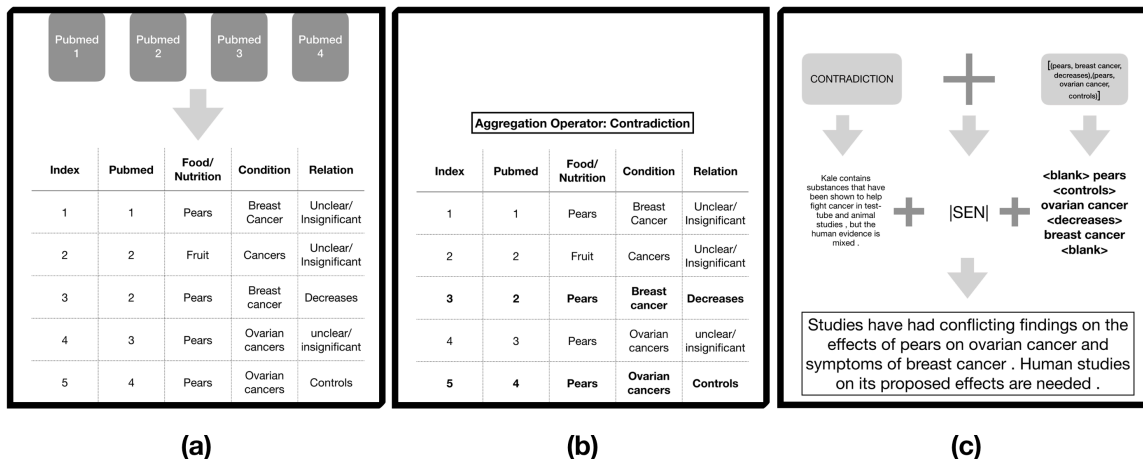 Pubmed 1
Pubmed 2
Pubmed 3
Pubmed 4
Index Pubmed Food/ Nutrition Condition Relation
1 1 Pears Breast Cancer Unclear/ Insignificant
2 2 Fruit Cancers Unclear/ Insignificant
3 2 Pears Breast cancer Decreases
4 3 Pears Ovarian cancers unclear/ insignificant
5 4 Pears Ovarian cancers Controls
(a)
Aggregation Operator: Contradiction
Index Pubmed Food/ Nutrition Condition Relation
1 1 Pears Breast Cancer Unclear/ Insignificant
2 2 Fruit Cancers Unclear/ Insignificant
3 2 Pears Breast cancer Decreases
4 3 Pears Ovarian cancers unclear/ insignificant
5 4 Pears Ovarian cancers Controls
(b)
CONTRADICTION
[(pears, breast cancer,
decreases),(pears,
ovarian cancer,
controls)]
Kale contains
substances that have
been shown to help
fight cancer in test-
tube and animal
studies , but the
human evidence is
mixed .
|SEN|
<blank> pears
<controls>
ovarian cancer
<decreases>
breast cancer
<blank>
Studies have had conflicting findings on the
effects of pears on ovarian cancer and
symptoms of breast cancer . Human studies
on its proposed effects are needed .
(c)